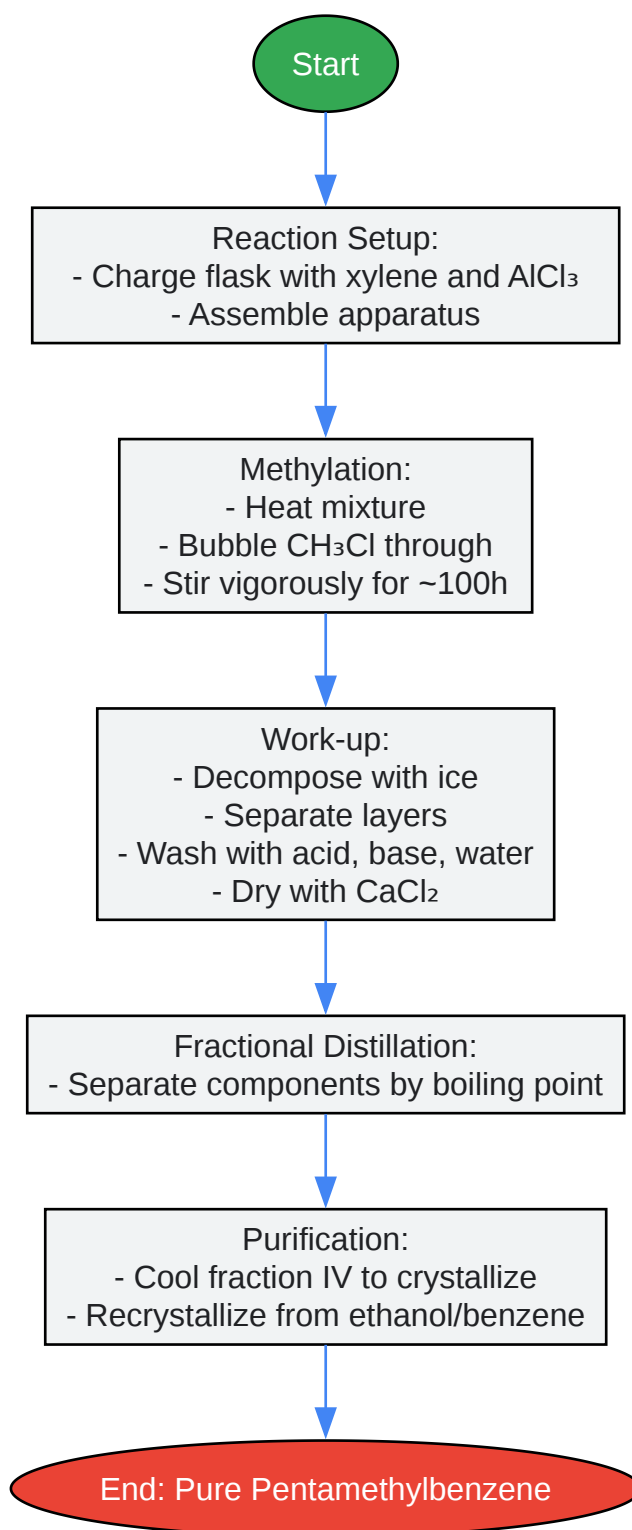 Start
Reaction Setup:
- Charge flask with xylene and AlCl₃
- Assemble apparatus
Methylation:
- Heat mixture
- Bubble CH₃Cl through
- Stir vigorously for ~100h
Work-up:
- Decompose with ice
- Separate layers
- Wash with acid, base, water
- Dry with CaCl₂
Fractional Distillation:
- Separate components by boiling point
Purification:
- Cool fraction IV to crystallize
- Recrystallize from ethanol/benzene
End: Pure Pentamethylbenzene